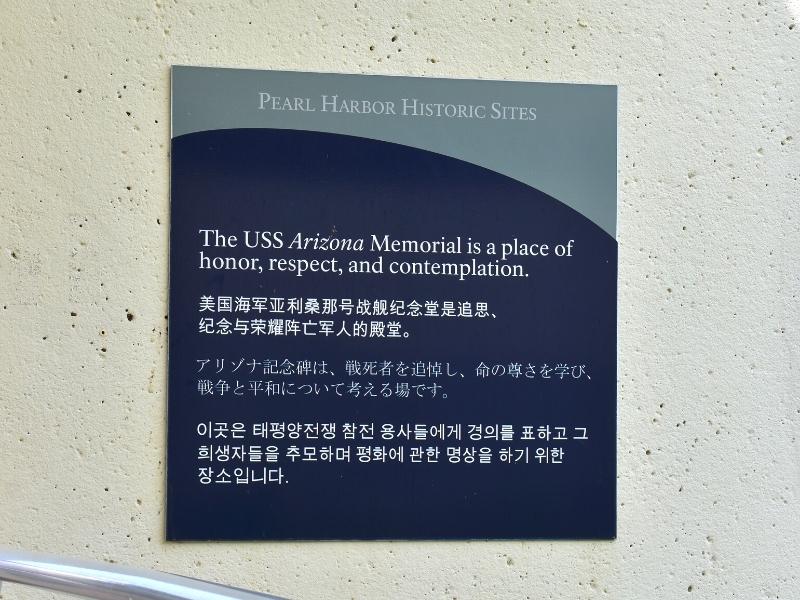 PEARL HARBOR HISTORIC SITES
The USS Arizona Memorial is a place of
honor, respect, and contemplation.
美国海军亚利桑那号战舰纪念堂是追思、
纪念与荣耀阵亡军人的殿堂。
アリゾナ記念碑は、戦死者を追悼し、命の尊さを学び、
戦争と平和について考える場です。
이곳은 태평양전쟁 참전 용사들에게 경의를 표하고 그
희생자들을 추모하며 평화에 관한 명상을 하기 위한
장소입니다.